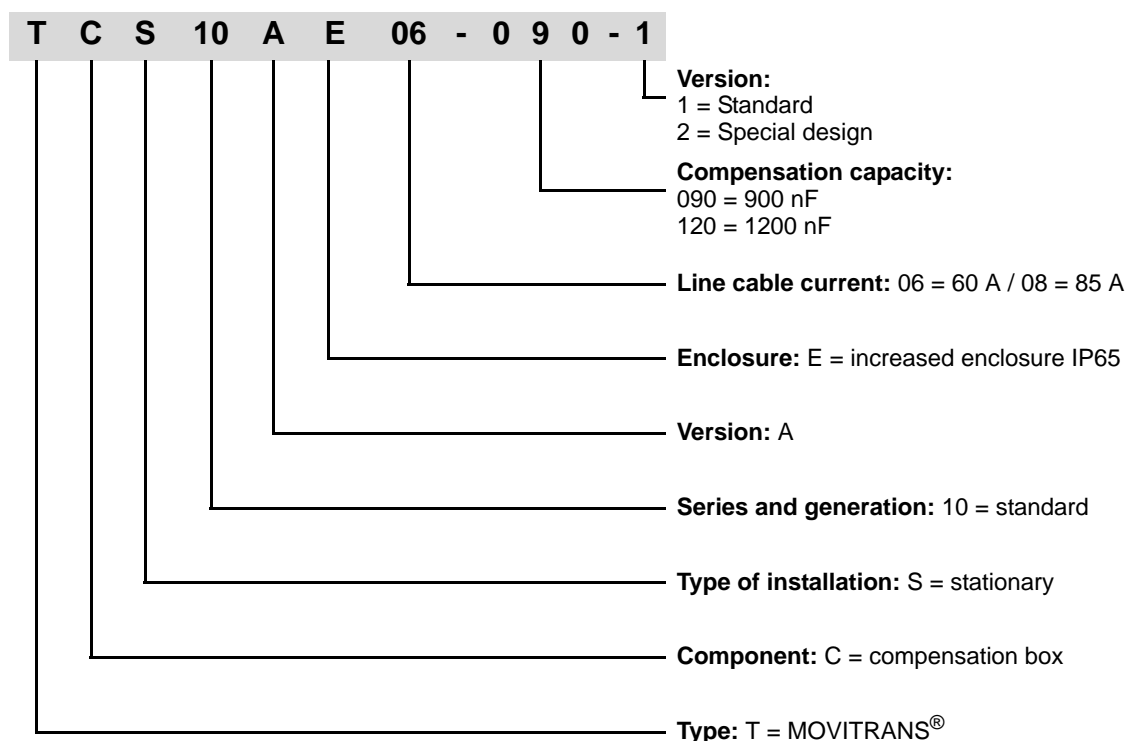 T C S 10 A E 06 - 0 9 0 - 1
Version:
1 = Standard
2 = Special design
Compensation capacity:
090 = 900 nF
120 = 1200 nF
Line cable current: 06 = 60 A / 08 = 85 A
Enclosure: E = increased enclosure IP65
Version: A
Series and generation: 10 = standard
Type of installation: S = stationary
Component: C = compensation box
Type: T = MOVITRANS®